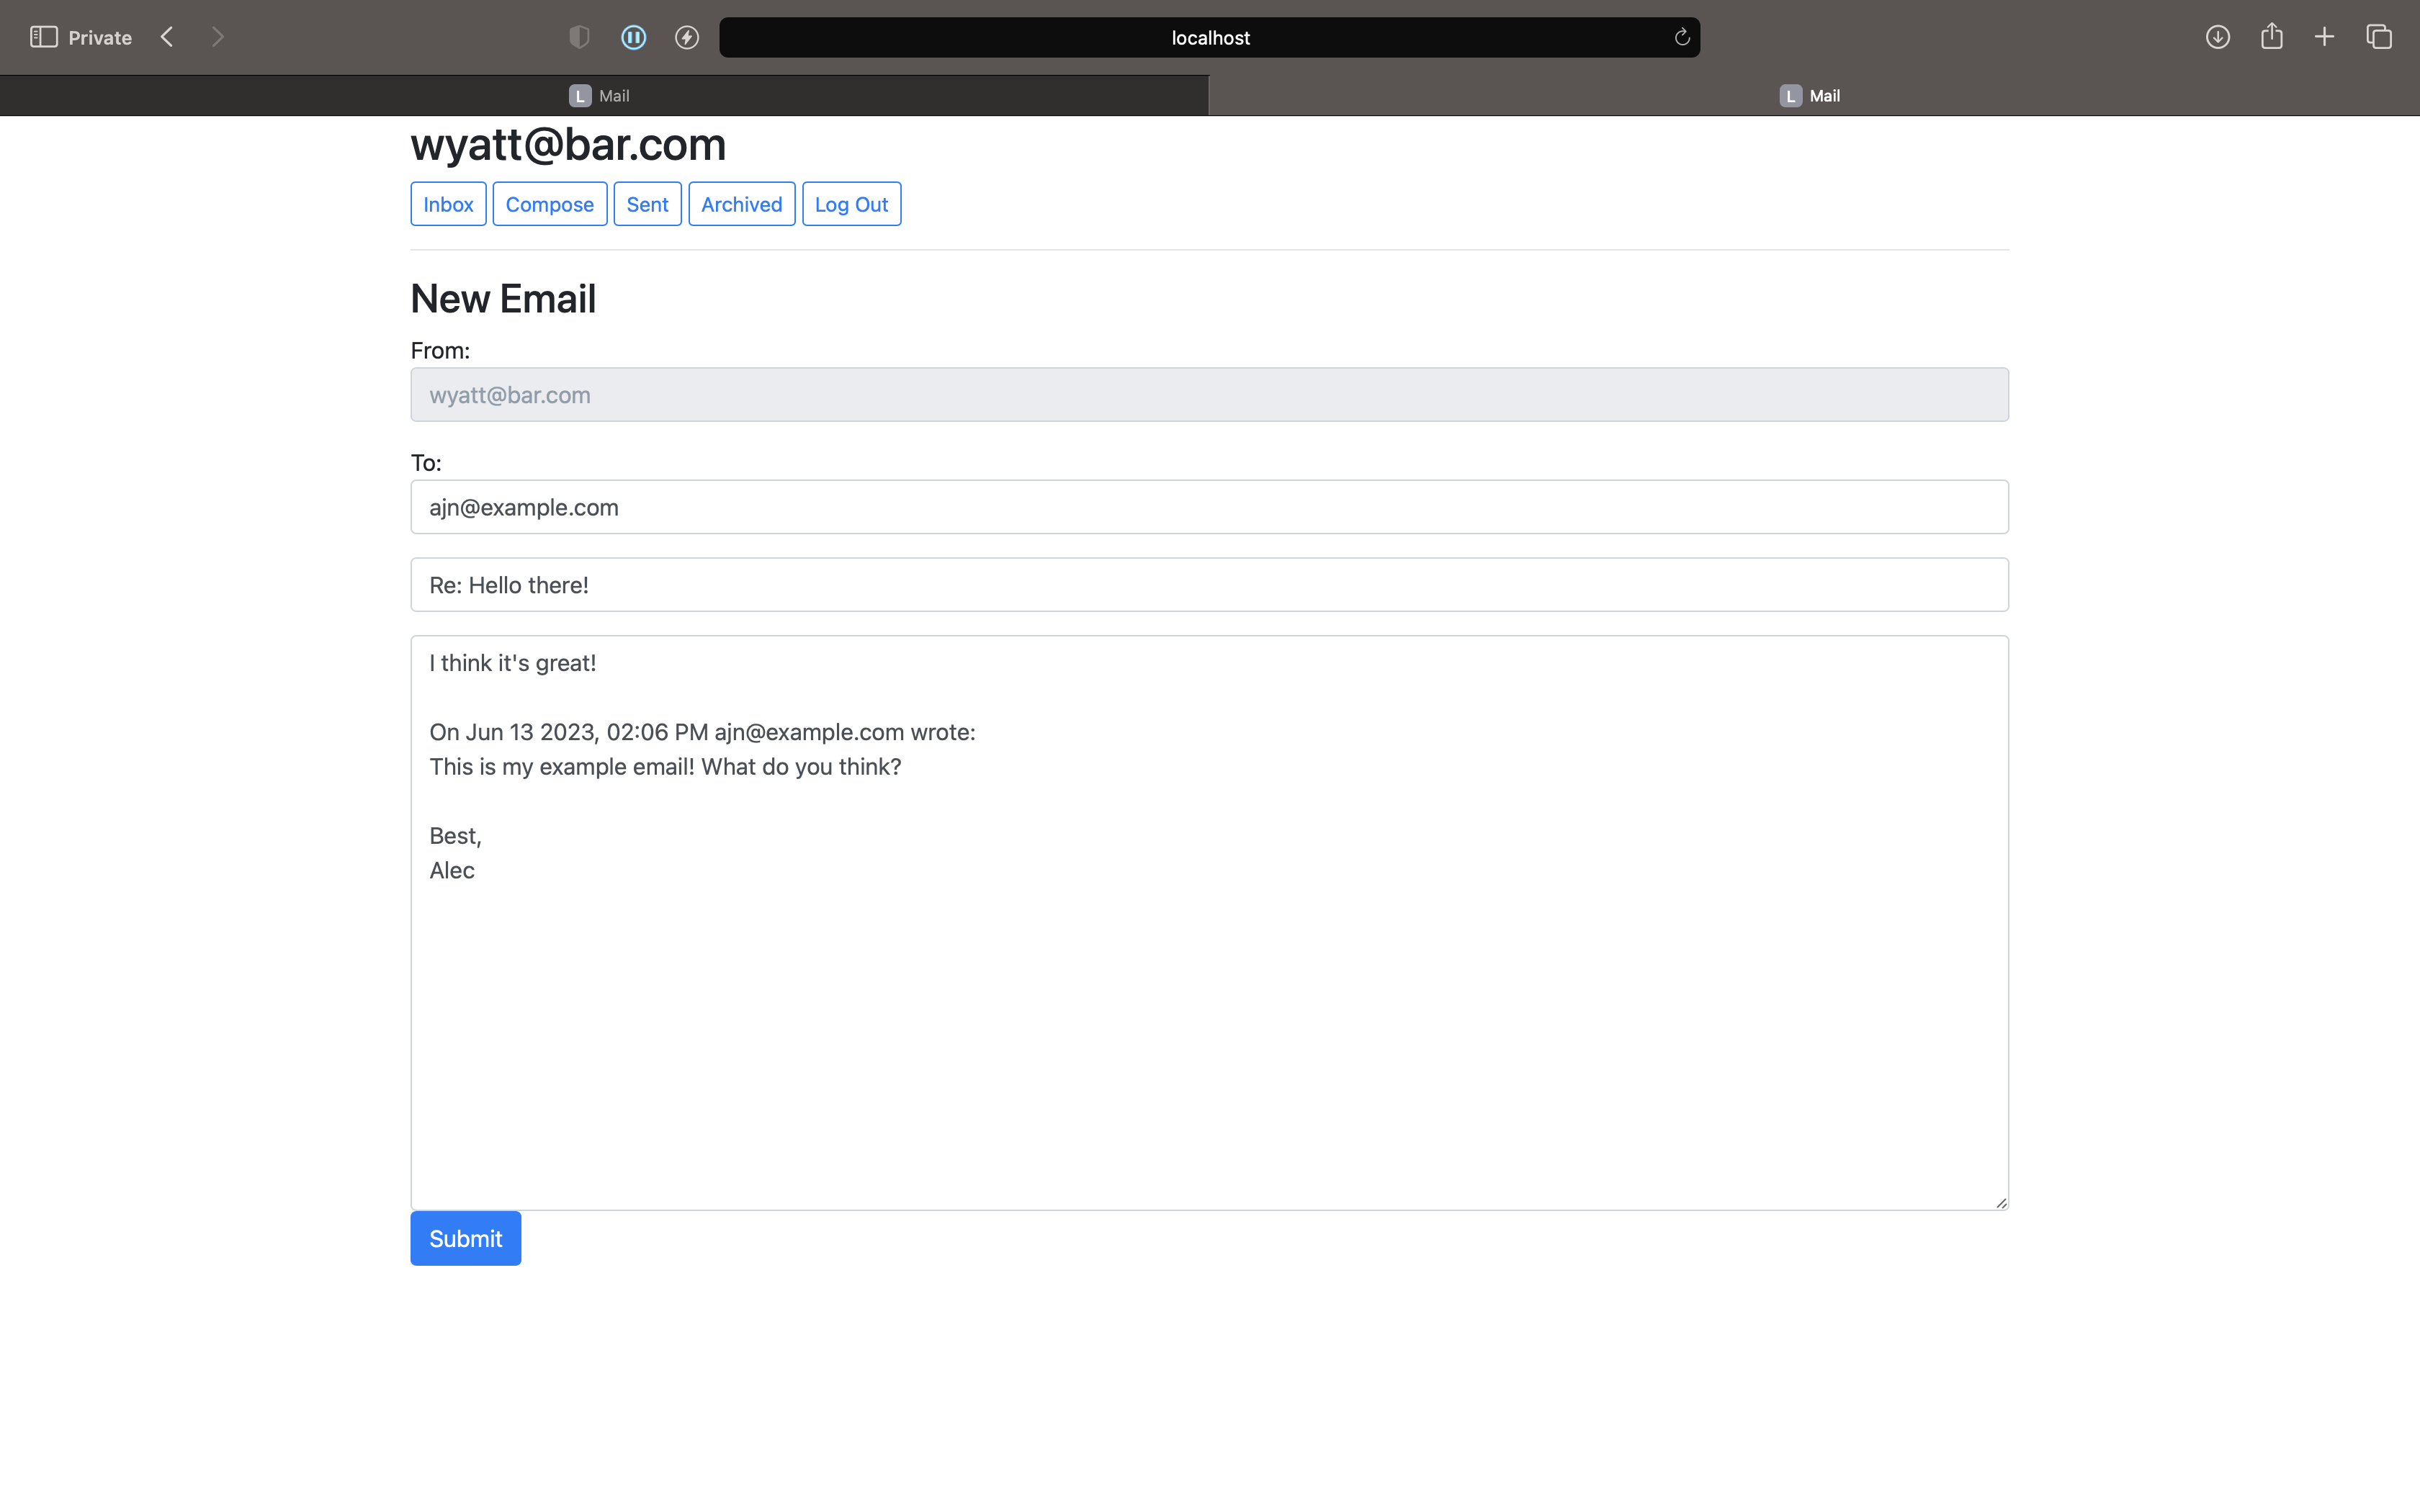 Private
localhost
L Mail
L Mail
wyatt@bar.com
Inbox Compose Sent Archived Log Out
New Email
From:
wyatt@bar.com
To:
ajn@example.com
Re: Hello there!
I think it's great!
On Jun 13 2023, 02:06 PM ajn@example.com wrote:
This is my example email! What do you think?
Best,
Alec
Submit